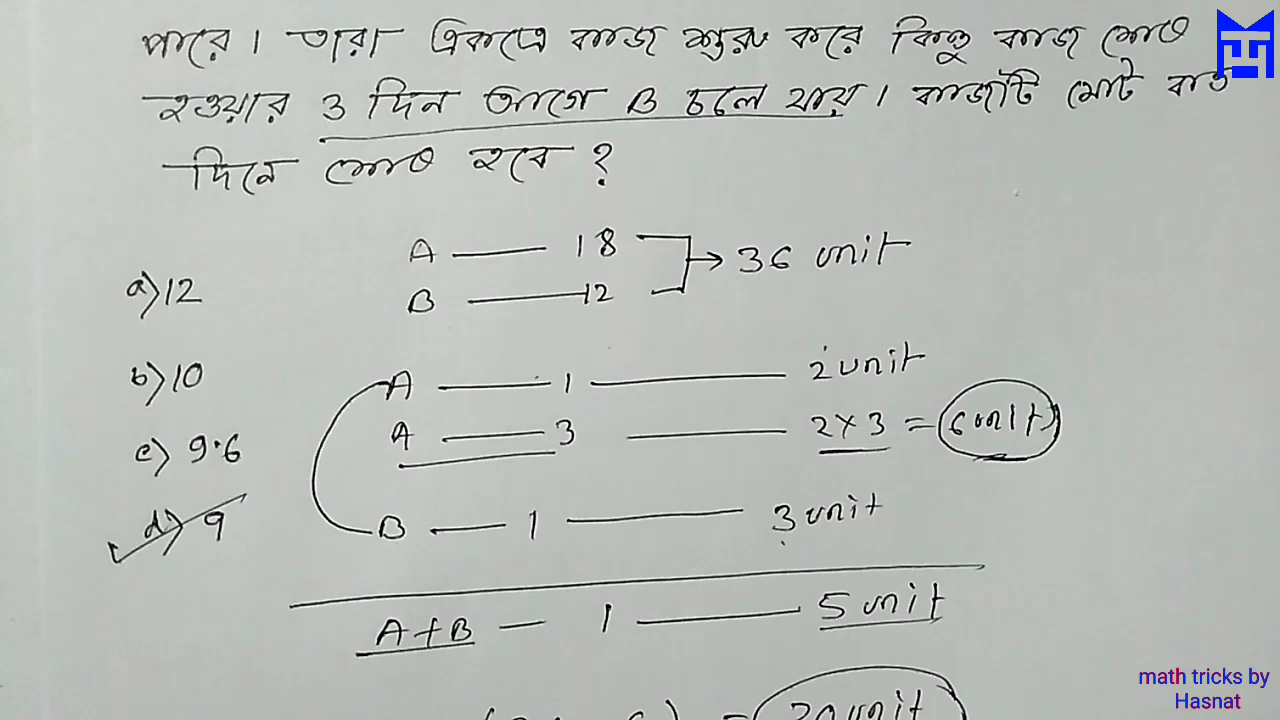 পারে। তারা একত্রে কাজ শুরু করে কিন্তু কাজ শেষ
হওয়ার 3 দিন আগে B চলে যায়। কাজটি মোট কত
দিনে শেষ হবে?
A — 18
B — 12
→ 36 unit
a) 12
b) 10
c) 9.6
d) 9
A — 1 — 2 unit
A — 3 — 2 × 3 = 6 unit
B — 1 — 3 unit
A+B — 1 — 5 unit
math tricks by
Hasnat